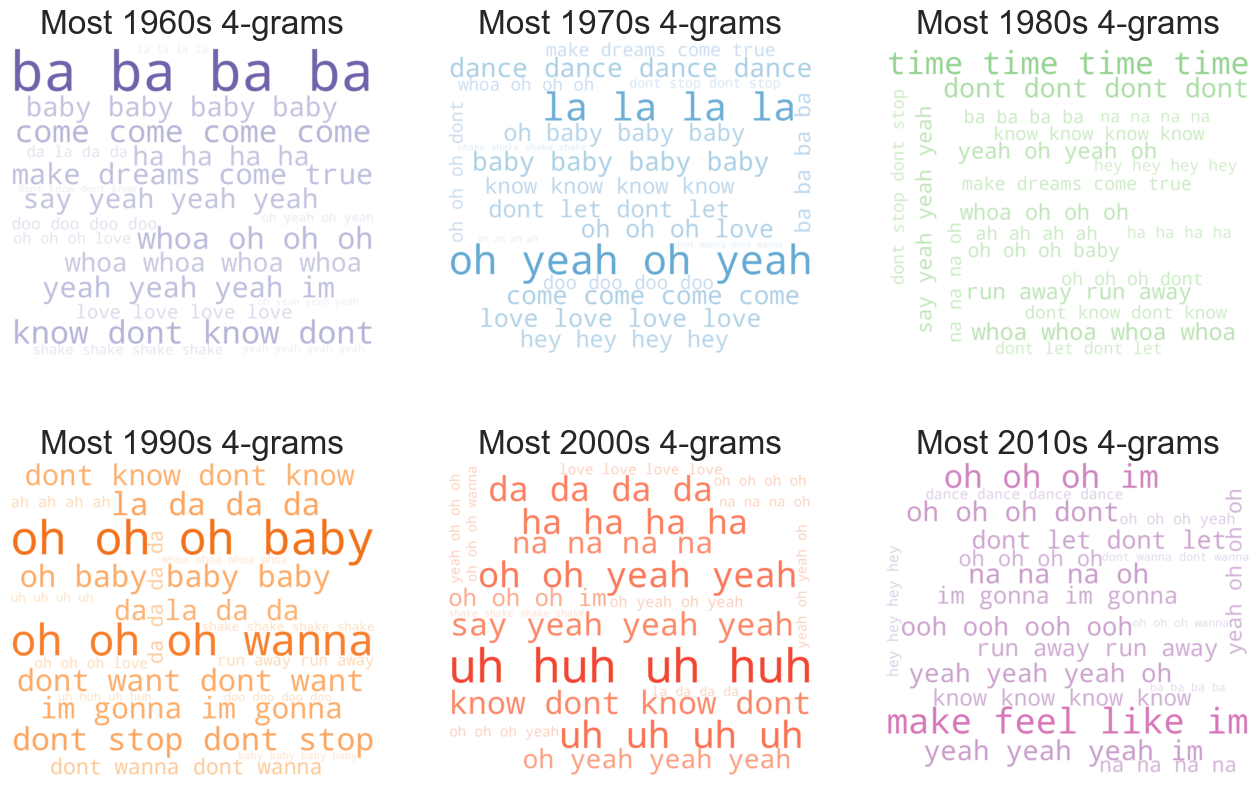 Most 1960s 4-grams
la la la la
ba ba ba ba
baby baby baby baby
come come come come
da la da da
ha ha ha ha
make dreams come true
dont know dont know
say yeah yeah yeah
doo doo doo doo
oh yeah oh yeah
oh oh oh love
whoa oh oh oh
whoa whoa whoa whoa
yeah yeah yeah im
oh yeah yeah yeah
love love love love
know dont know dont
shake shake shake shake
yeah yeah yeah yeah
Most 1970s 4-grams
make dreams come true
dance dance dance dance
whoa oh oh oh
dont stop dont stop
la la la la
ba ba ba ba
oh oh oh dont
oh baby baby baby
shake shake shake shake
baby baby baby baby
know know know know
dont let dont let
oh oh oh love
ah ah ah ah
dont wanna dont wanna
oh yeah oh yeah
doo doo doo doo
come come come come
love love love love
hey hey hey hey
Most 1980s 4-grams
time time time time
dont dont dont dont
dont stop dont stop
say yeah yeah yeah
ba ba ba ba
na na na na
know know know know
yeah oh yeah oh
hey hey hey hey
make dreams come true
whoa oh oh oh
na na na oh
ah ah ah ah
ha ha ha ha
oh oh oh baby
oh oh oh dont
run away run away
dont know dont know
whoa whoa whoa whoa
dont let dont let
Most 1990s 4-grams
dont know dont know
ah ah ah ah
la da da da
oh oh oh baby
da da da da
whoa whoa whoa whoa
oh baby baby baby
uh uh uh uh
da la da da
shake shake shake shake
oh oh oh wanna
oh oh oh love
run away run away
dont want dont want
uh huh uh huh
doo doo doo doo
im gonna im gonna
dont stop dont stop
baby baby baby baby
dont wanna dont wanna
Most 2000s 4-grams
love love love love
yeah oh oh oh
oh oh oh wanna
da da da da
oh oh oh oh
na na na oh
ha ha ha ha
na na na na
yeah oh yeah oh
oh oh yeah yeah
oh oh oh im
oh yeah oh yeah
shake shake shake shake
say yeah yeah yeah
uh huh uh huh
la da da da
know dont know dont
oh oh oh yeah
uh uh uh uh
oh yeah yeah yeah
Most 2010s 4-grams
oh oh oh im
dance dance dance dance
oh oh oh dont
oh oh oh yeah
yeah oh oh oh
dont let dont let
hey hey hey hey
oh oh oh oh
dont wanna dont wanna
na na na oh
im gonna im gonna
ooh ooh ooh ooh
oh oh oh wanna
run away run away
yeah yeah yeah oh
know know know know
ba ba ba ba
make feel like im
yeah yeah yeah im
na na na na